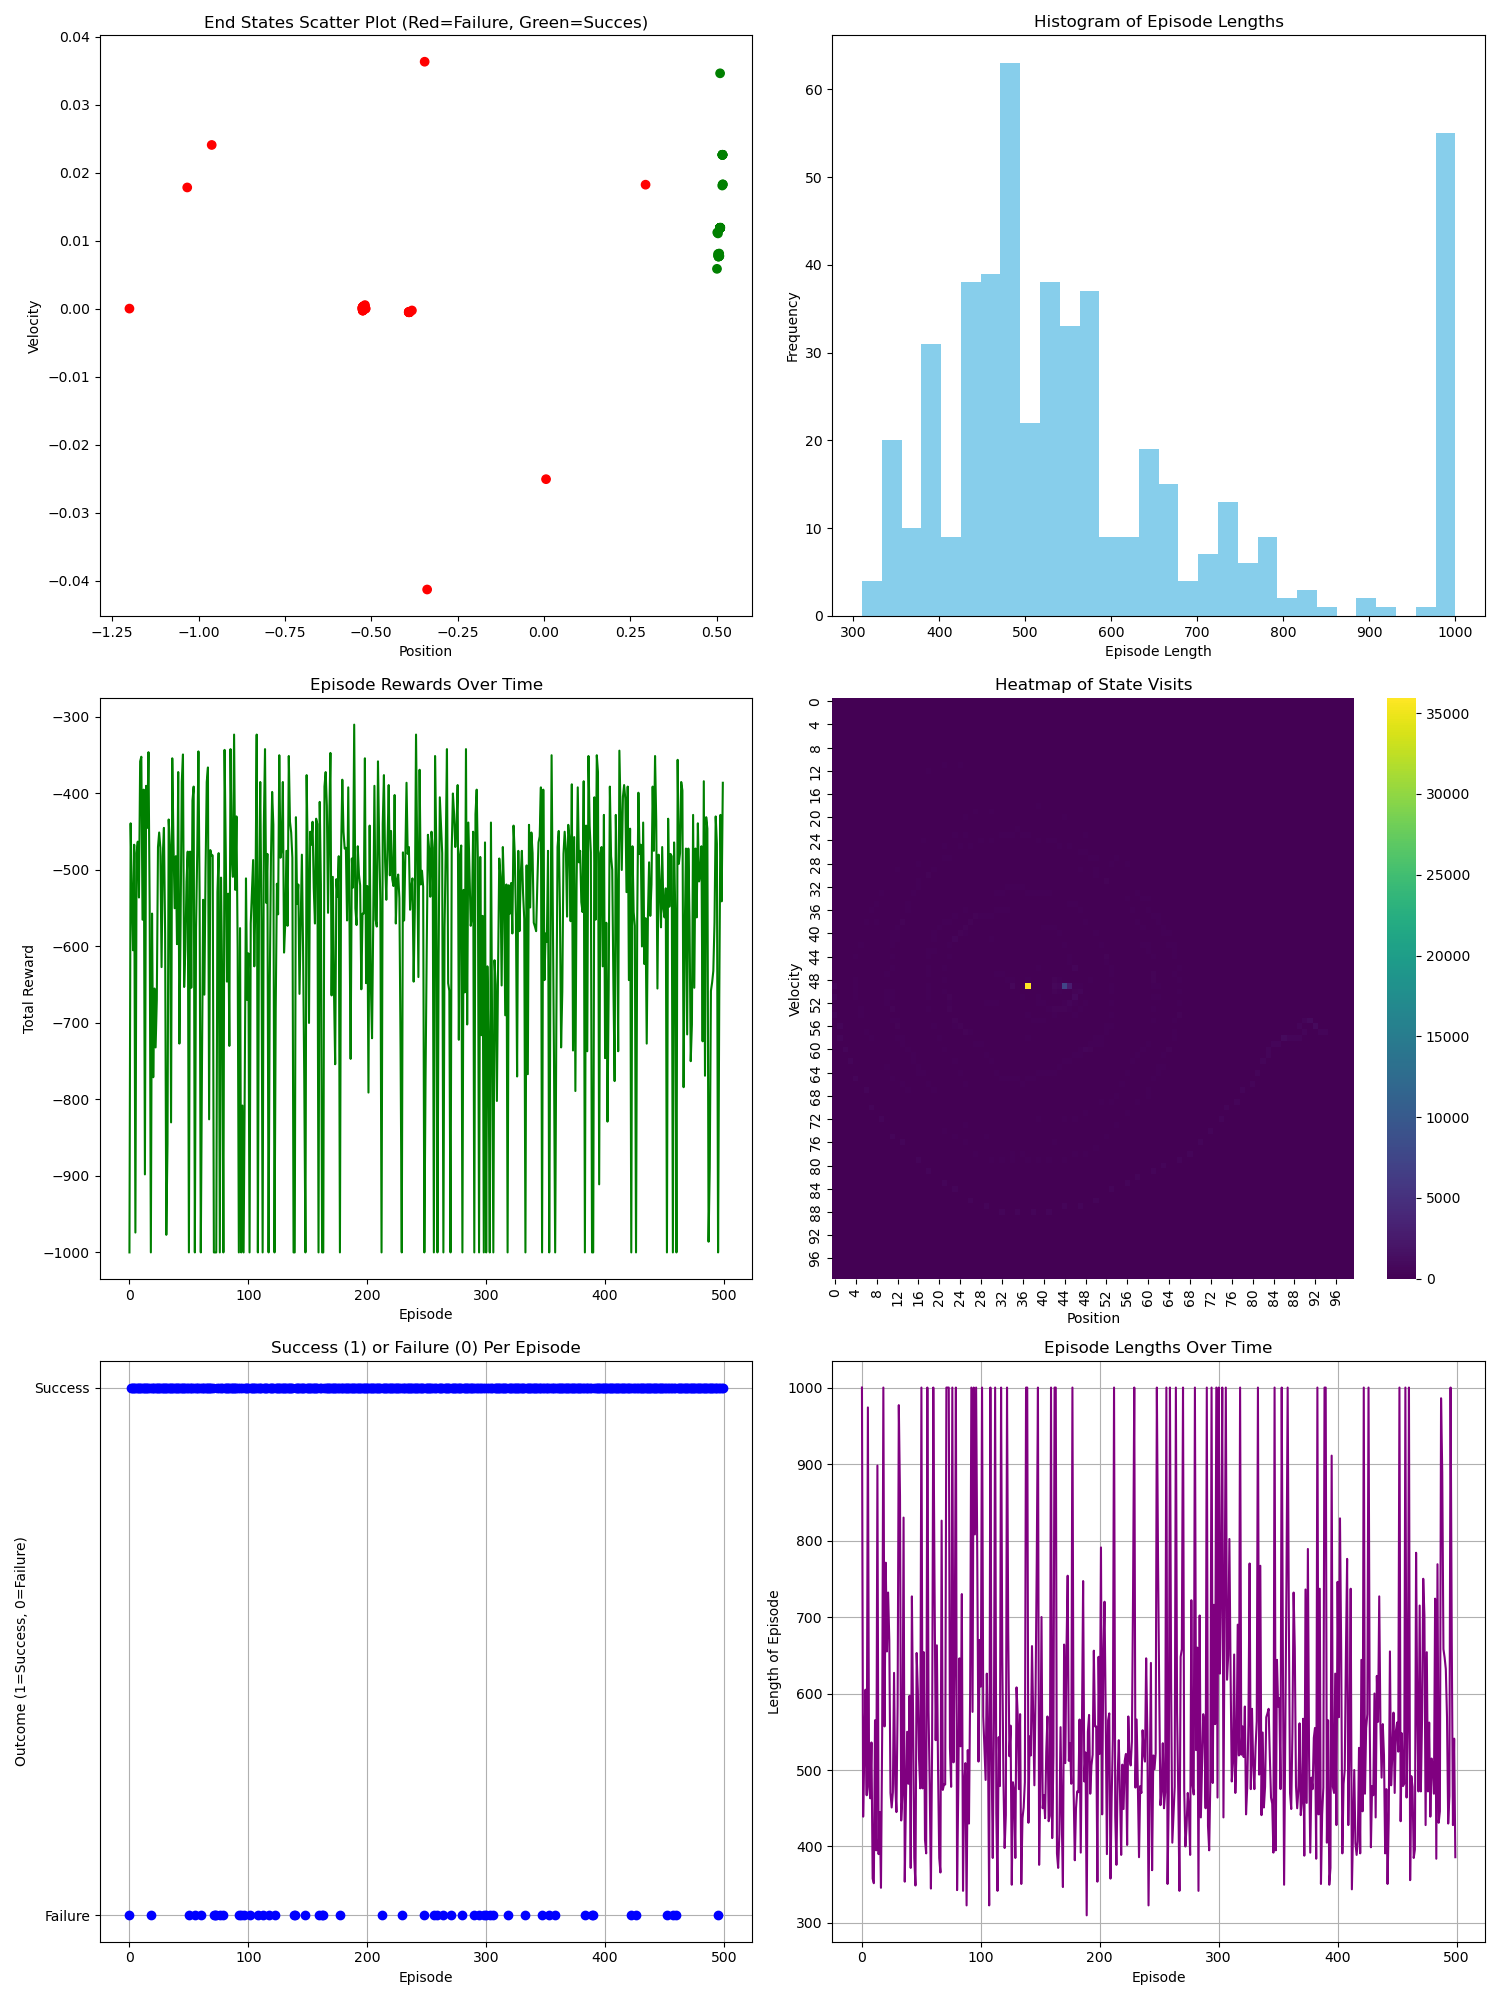 End States Scatter Plot (Red=Failure, Green=Succes)
0.04
0.03
0.02
0.01
0.00
−0.01
−0.02
−0.03
−0.04
Velocity
−1.25 −1.00 −0.75 −0.50 −0.25 0.00 0.25 0.50
Position
Histogram of Episode Lengths
60
50
40
30
20
10
0
Frequency
300 400 500 600 700 800 900 1000
Episode Length
Episode Rewards Over Time
−300
−400
−500
−600
−700
−800
−900
−1000
Total Reward
0 100 200 300 400 500
Episode
Heatmap of State Visits
0
4
8
12
16
20
24
28
32
36
40
44
48
52
56
60
64
68
72
76
80
84
88
92
96
Velocity
0 4 8 12 16 20 24 28 32 36 40 44 48 52 56 60 64 68 72 76 80 84 88 92 96
Position
35000
30000
25000
20000
15000
10000
5000
0
Success (1) or Failure (0) Per Episode
Success
Failure
Outcome (1=Success, 0=Failure)
0 100 200 300 400 500
Episode
Episode Lengths Over Time
1000
900
800
700
600
500
400
300
Length of Episode
0 100 200 300 400 500
Episode